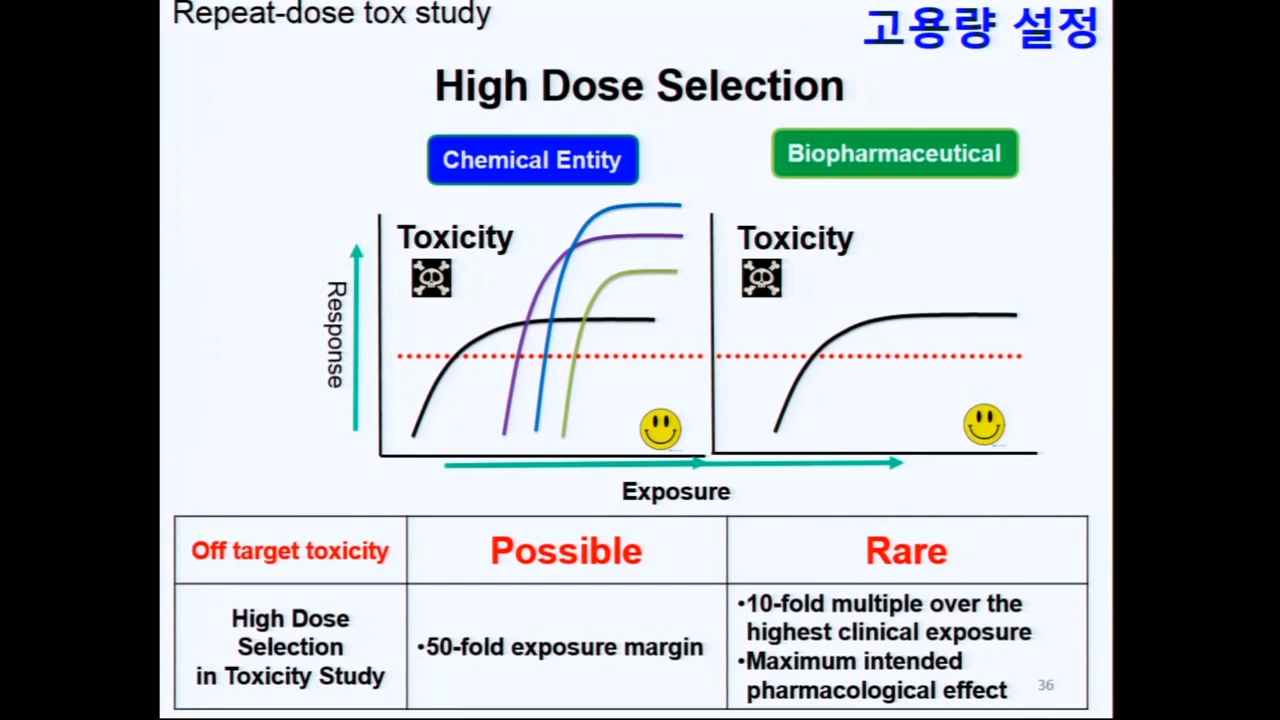 Repeat-dose tox study
고용량 설정
High Dose Selection
Chemical Entity
Biopharmaceutical
Toxicity
Toxicity
Response
Exposure
Off target toxicity
Possible
Rare
High Dose
Selection
in Toxicity Study
•50-fold exposure margin
•10-fold multiple over the
highest clinical exposure
•Maximum intended
pharmacological effect
36